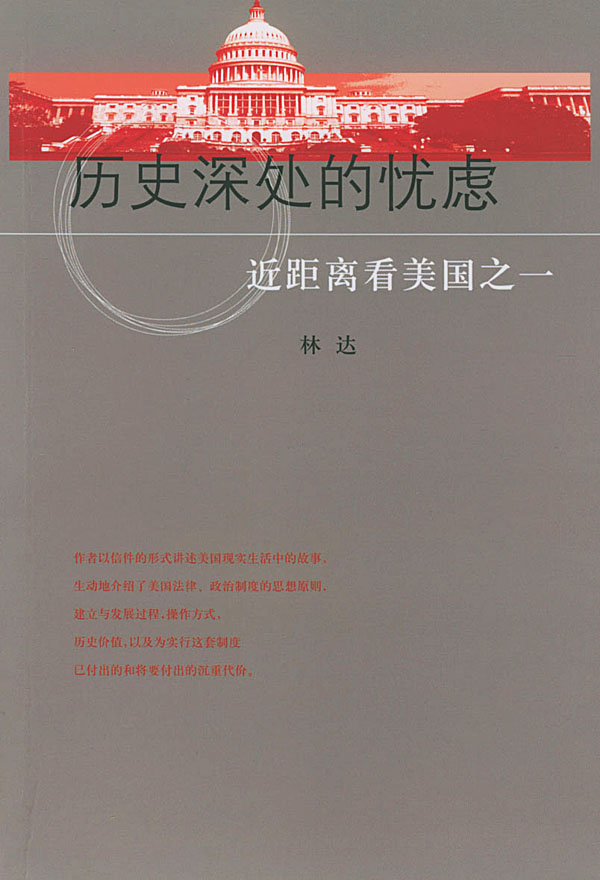 历史深处的忧虑
近距离看美国之一
林 达
作者以信件的形式讲述美国现实生活中的故事，
生动地介绍了美国法律、政治制度的思想原则，
建立与发展过程，操作方式，
历史价值，以及为实行这套制度
已付出的和将要付出的沉重代价。